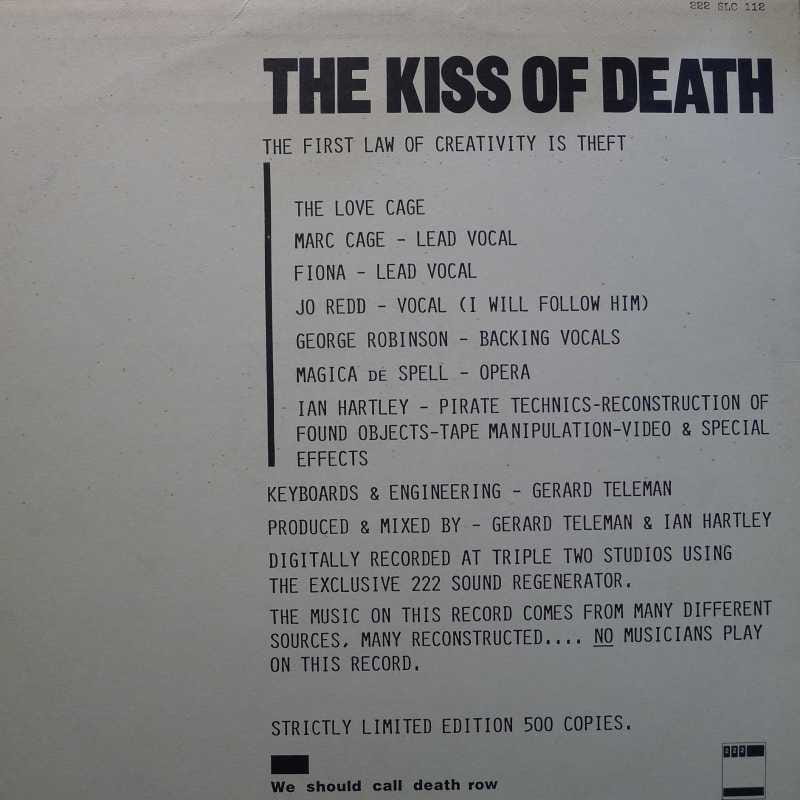 222 SLC 112
THE KISS OF DEATH
THE FIRST LAW OF CREATIVITY IS THEFT
THE LOVE CAGE
MARC CAGE - LEAD VOCAL
FIONA - LEAD VOCAL
JO REDD - VOCAL (I WILL FOLLOW HIM)
GEORGE ROBINSON - BACKING VOCALS
MAGICA DE SPELL - OPERA
IAN HARTLEY - PIRATE TECHNICS-RECONSTRUCTION OF
FOUND OBJECTS-TAPE MANIPULATION-VIDEO & SPECIAL
EFFECTS
KEYBOARDS & ENGINEERING - GERARD TELEMAN
PRODUCED & MIXED BY - GERARD TELEMAN & IAN HARTLEY
DIGITALLY RECORDED AT TRIPLE TWO STUDIOS USING
THE EXCLUSIVE 222 SOUND REGENERATOR.
THE MUSIC ON THIS RECORD COMES FROM MANY DIFFERENT
SOURCES, MANY RECONSTRUCTED.... NO MUSICIANS PLAY
ON THIS RECORD.
STRICTLY LIMITED EDITION 500 COPIES.
222
We should call death row